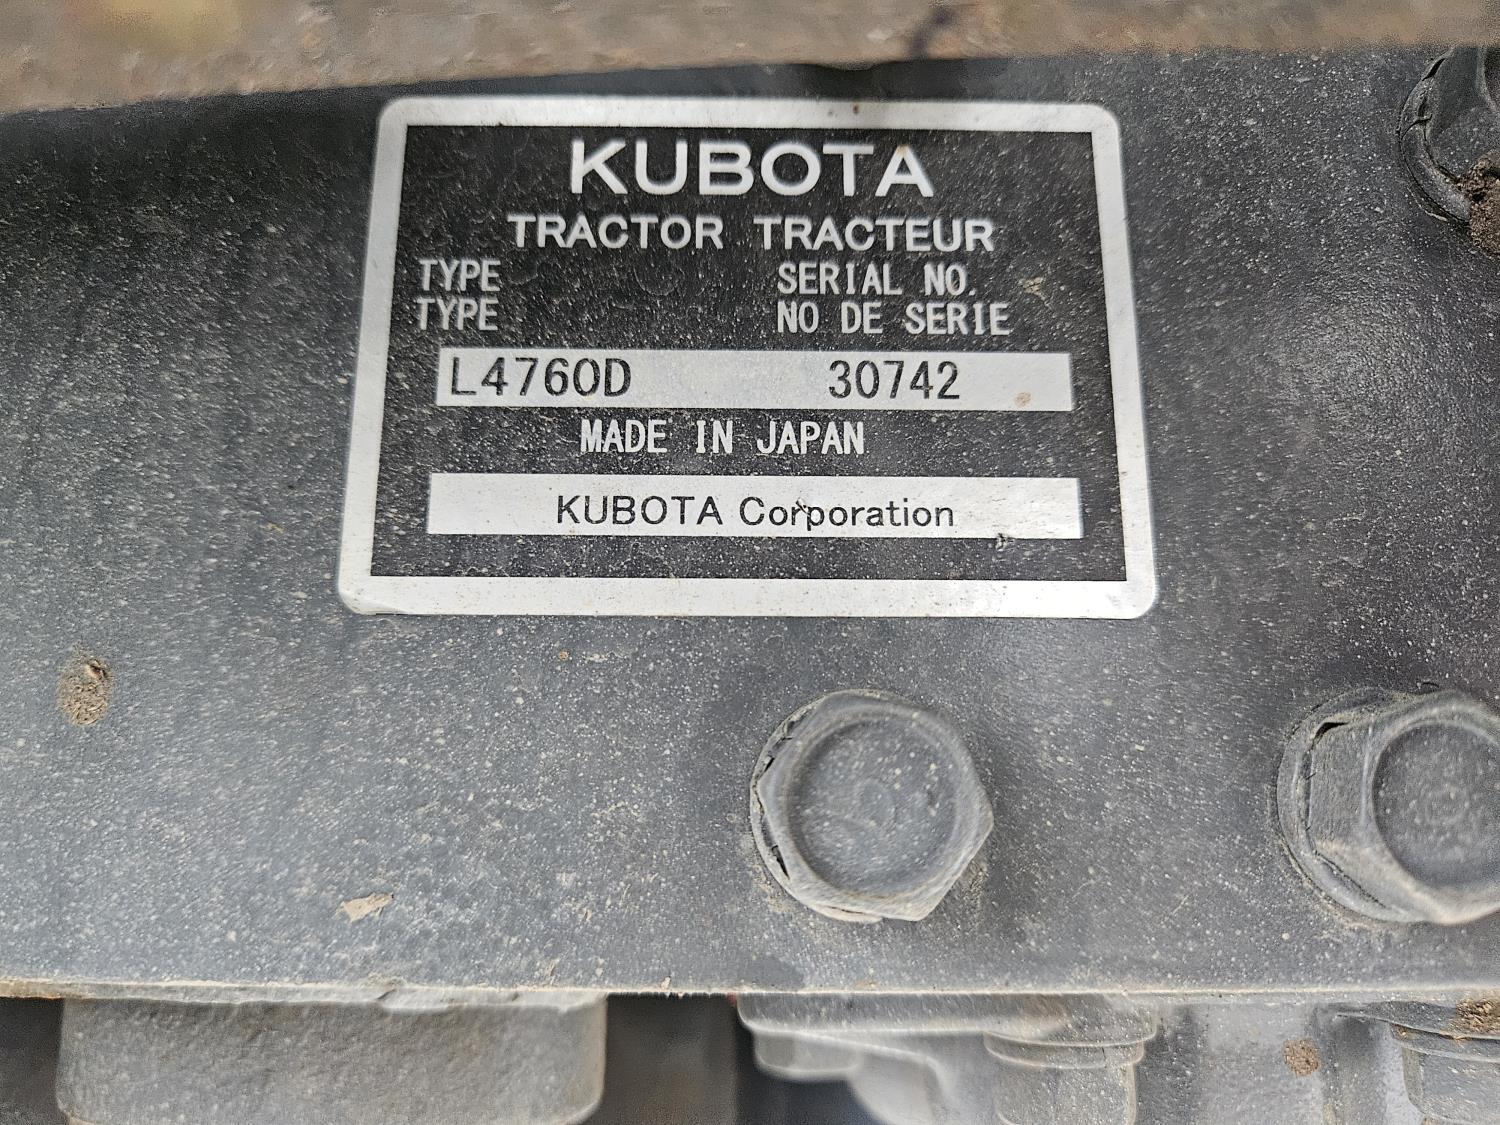 KUBOTA
TRACTOR TRACTEUR
TYPE SERIAL NO.
TYPE NO DE SERIE
L4760D 30742
MADE IN JAPAN
KUBOTA Corporation